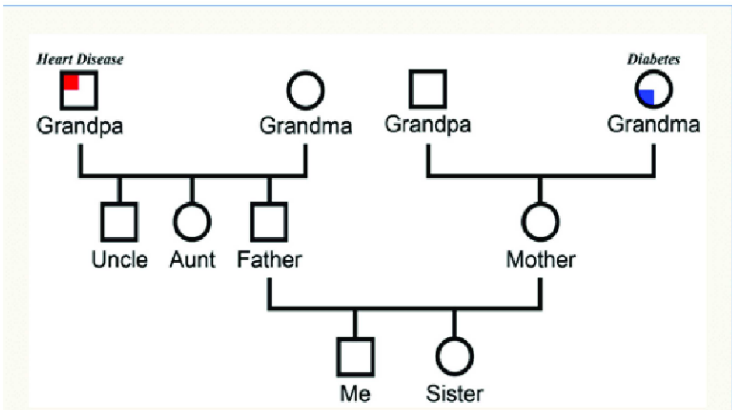 Heart Disease
Diabetes
Grandpa
Grandma
Grandpa
Grandma
Uncle
Aunt
Father
Mother
Me
Sister